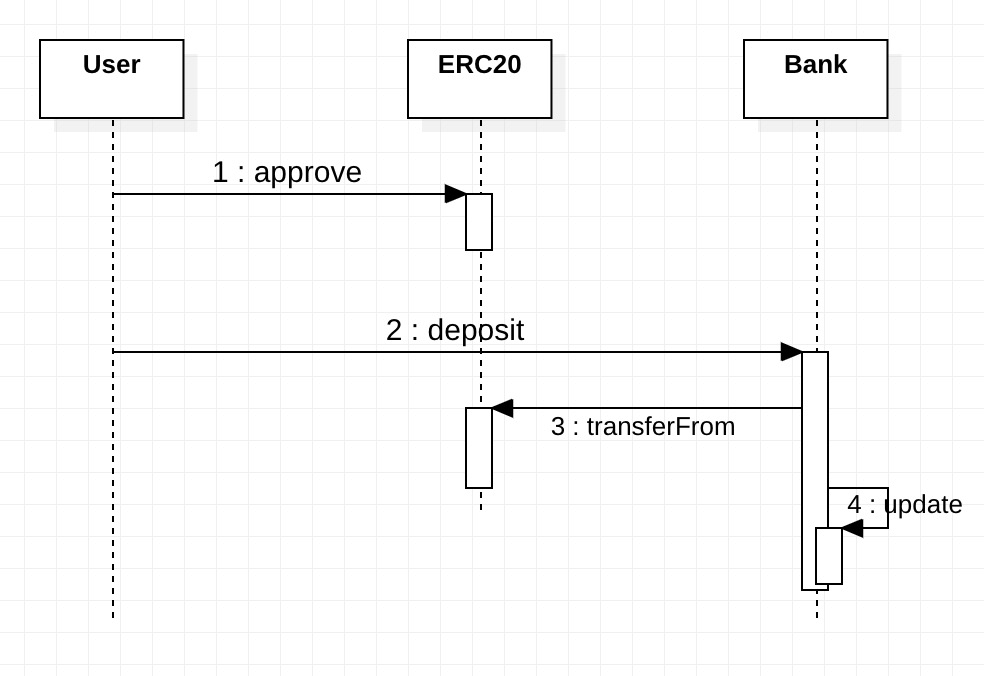 User
ERC20
Bank
1 : approve
2 : deposit
3 : transferFrom
4 : update